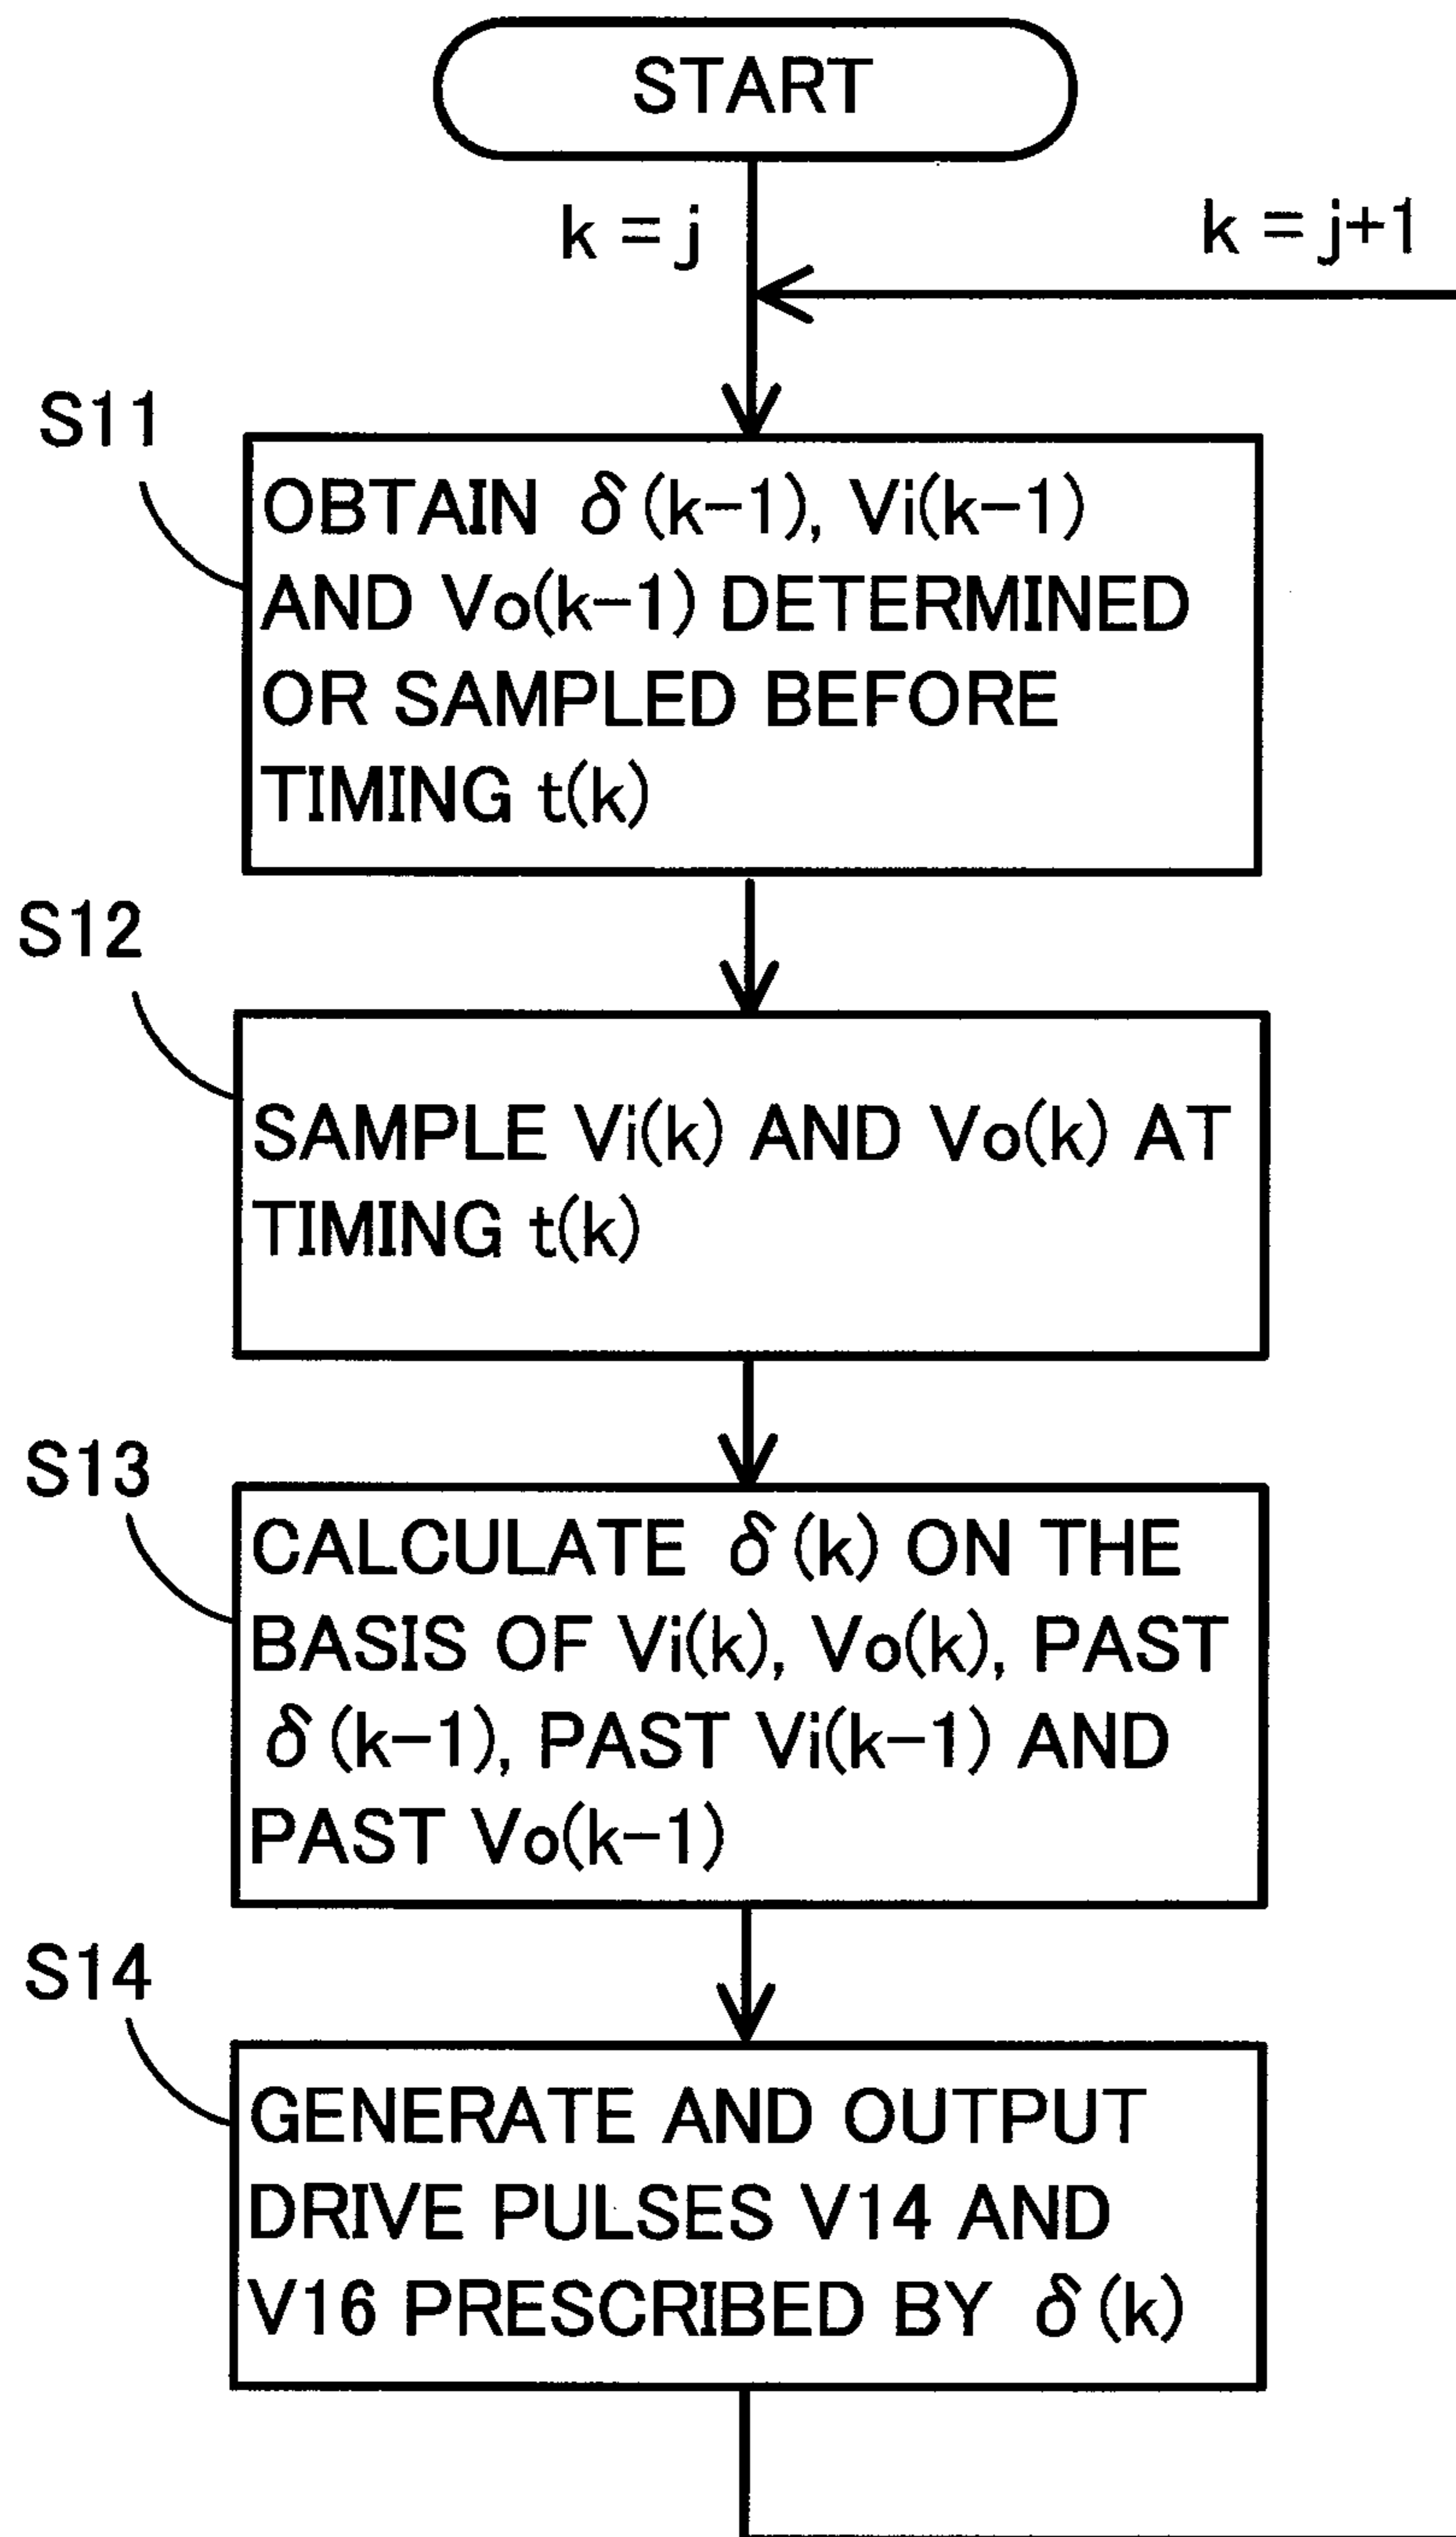 START
k = j
k = j+1
S11
OBTAIN δ(k-1), Vi(k-1)
AND Vo(k-1) DETERMINED
OR SAMPLED BEFORE
TIMING t(k)
S12
SAMPLE Vi(k) AND Vo(k) AT
TIMING t(k)
S13
CALCULATE δ(k) ON THE
BASIS OF Vi(k), Vo(k), PAST
δ(k-1), PAST Vi(k-1) AND
PAST Vo(k-1)
S14
GENERATE AND OUTPUT
DRIVE PULSES V14 AND
V16 PRESCRIBED BY δ(k)